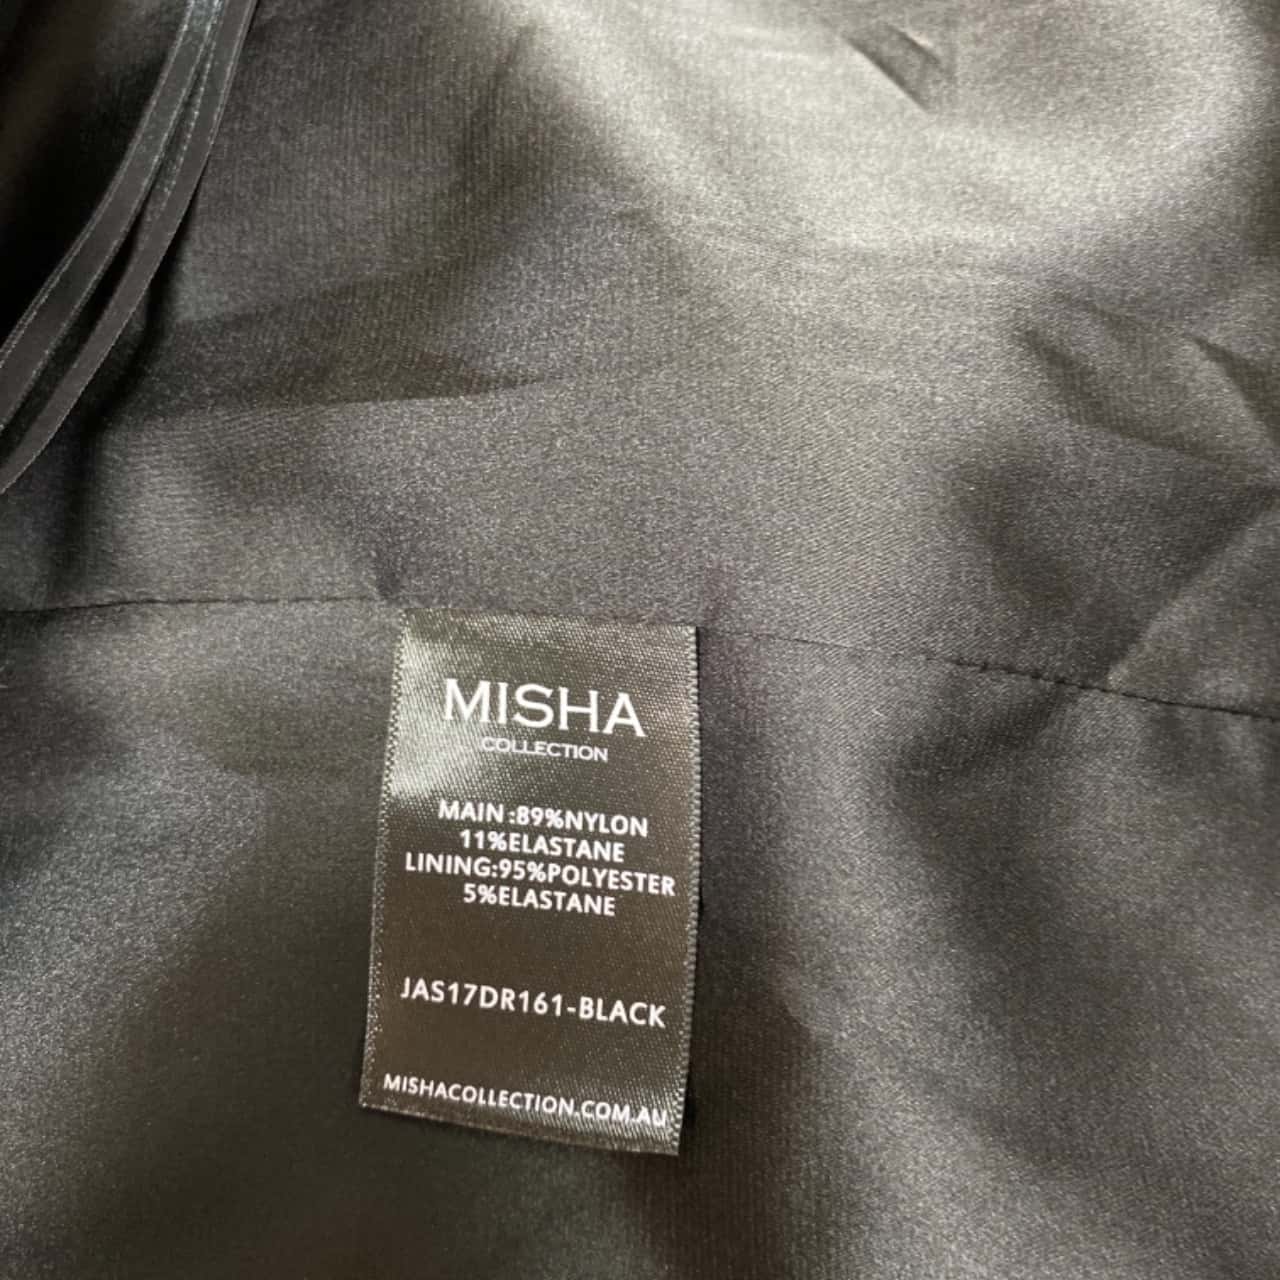 MISHA
COLLECTION
MAIN :89%NYLON
11%ELASTANE
LINING:95%POLYESTER
5%ELASTANE
JAS17DR161-BLACK
MISHACOLLECTION.COM.AU